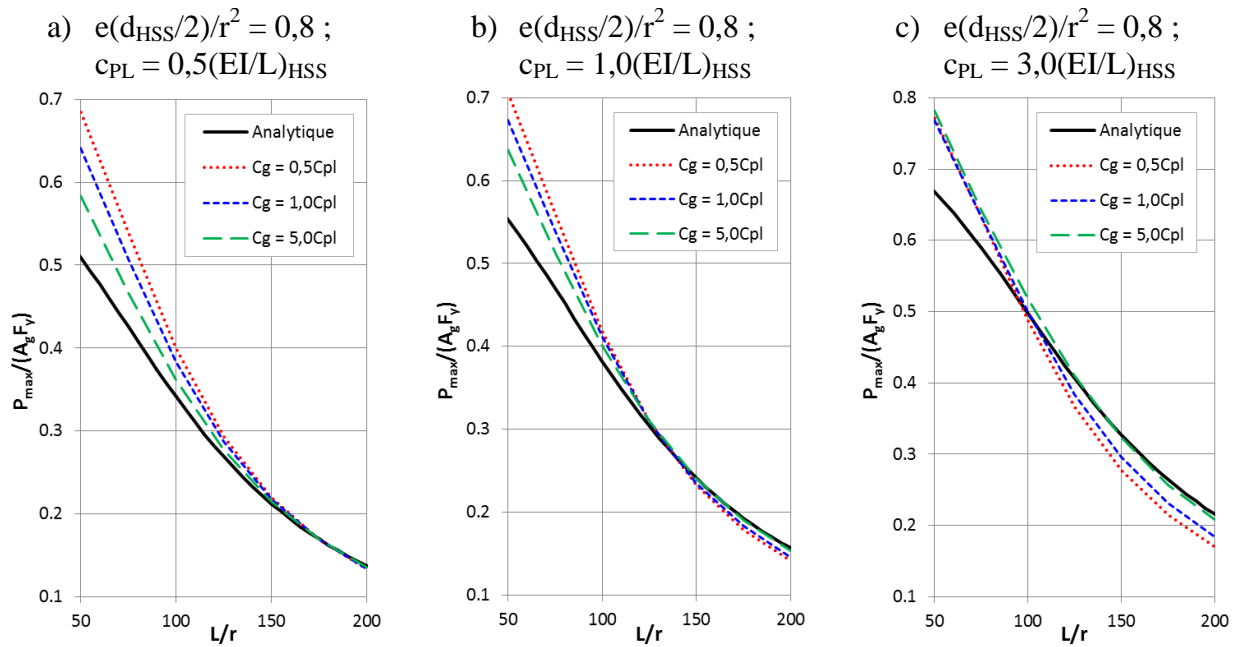 a) e(d_HSS/2)/r² = 0,8 ;
c_PL = 0,5(EI/L)_HSS
b) e(d_HSS/2)/r² = 0,8 ;
c_PL = 1,0(EI/L)_HSS
c) e(d_HSS/2)/r² = 0,8 ;
c_PL = 3,0(EI/L)_HSS
0.7
0.6
0.5
0.4
0.3
0.2
0.1
P_max/(A_gF_y)
Analytique
Cg = 0,5Cpl
Cg = 1,0Cpl
Cg = 5,0Cpl
50 100 150 200
L/r
0.7
0.6
0.5
0.4
0.3
0.2
0.1
P_max/(A_gF_y)
Analytique
Cg = 0,5Cpl
Cg = 1,0Cpl
Cg = 5,0Cpl
50 100 150 200
L/r
0.8
0.7
0.6
0.5
0.4
0.3
0.2
0.1
P_max/(A_gF_y)
Analytique
Cg = 0,5Cpl
Cg = 1,0Cpl
Cg = 5,0Cpl
50 100 150 200
L/r